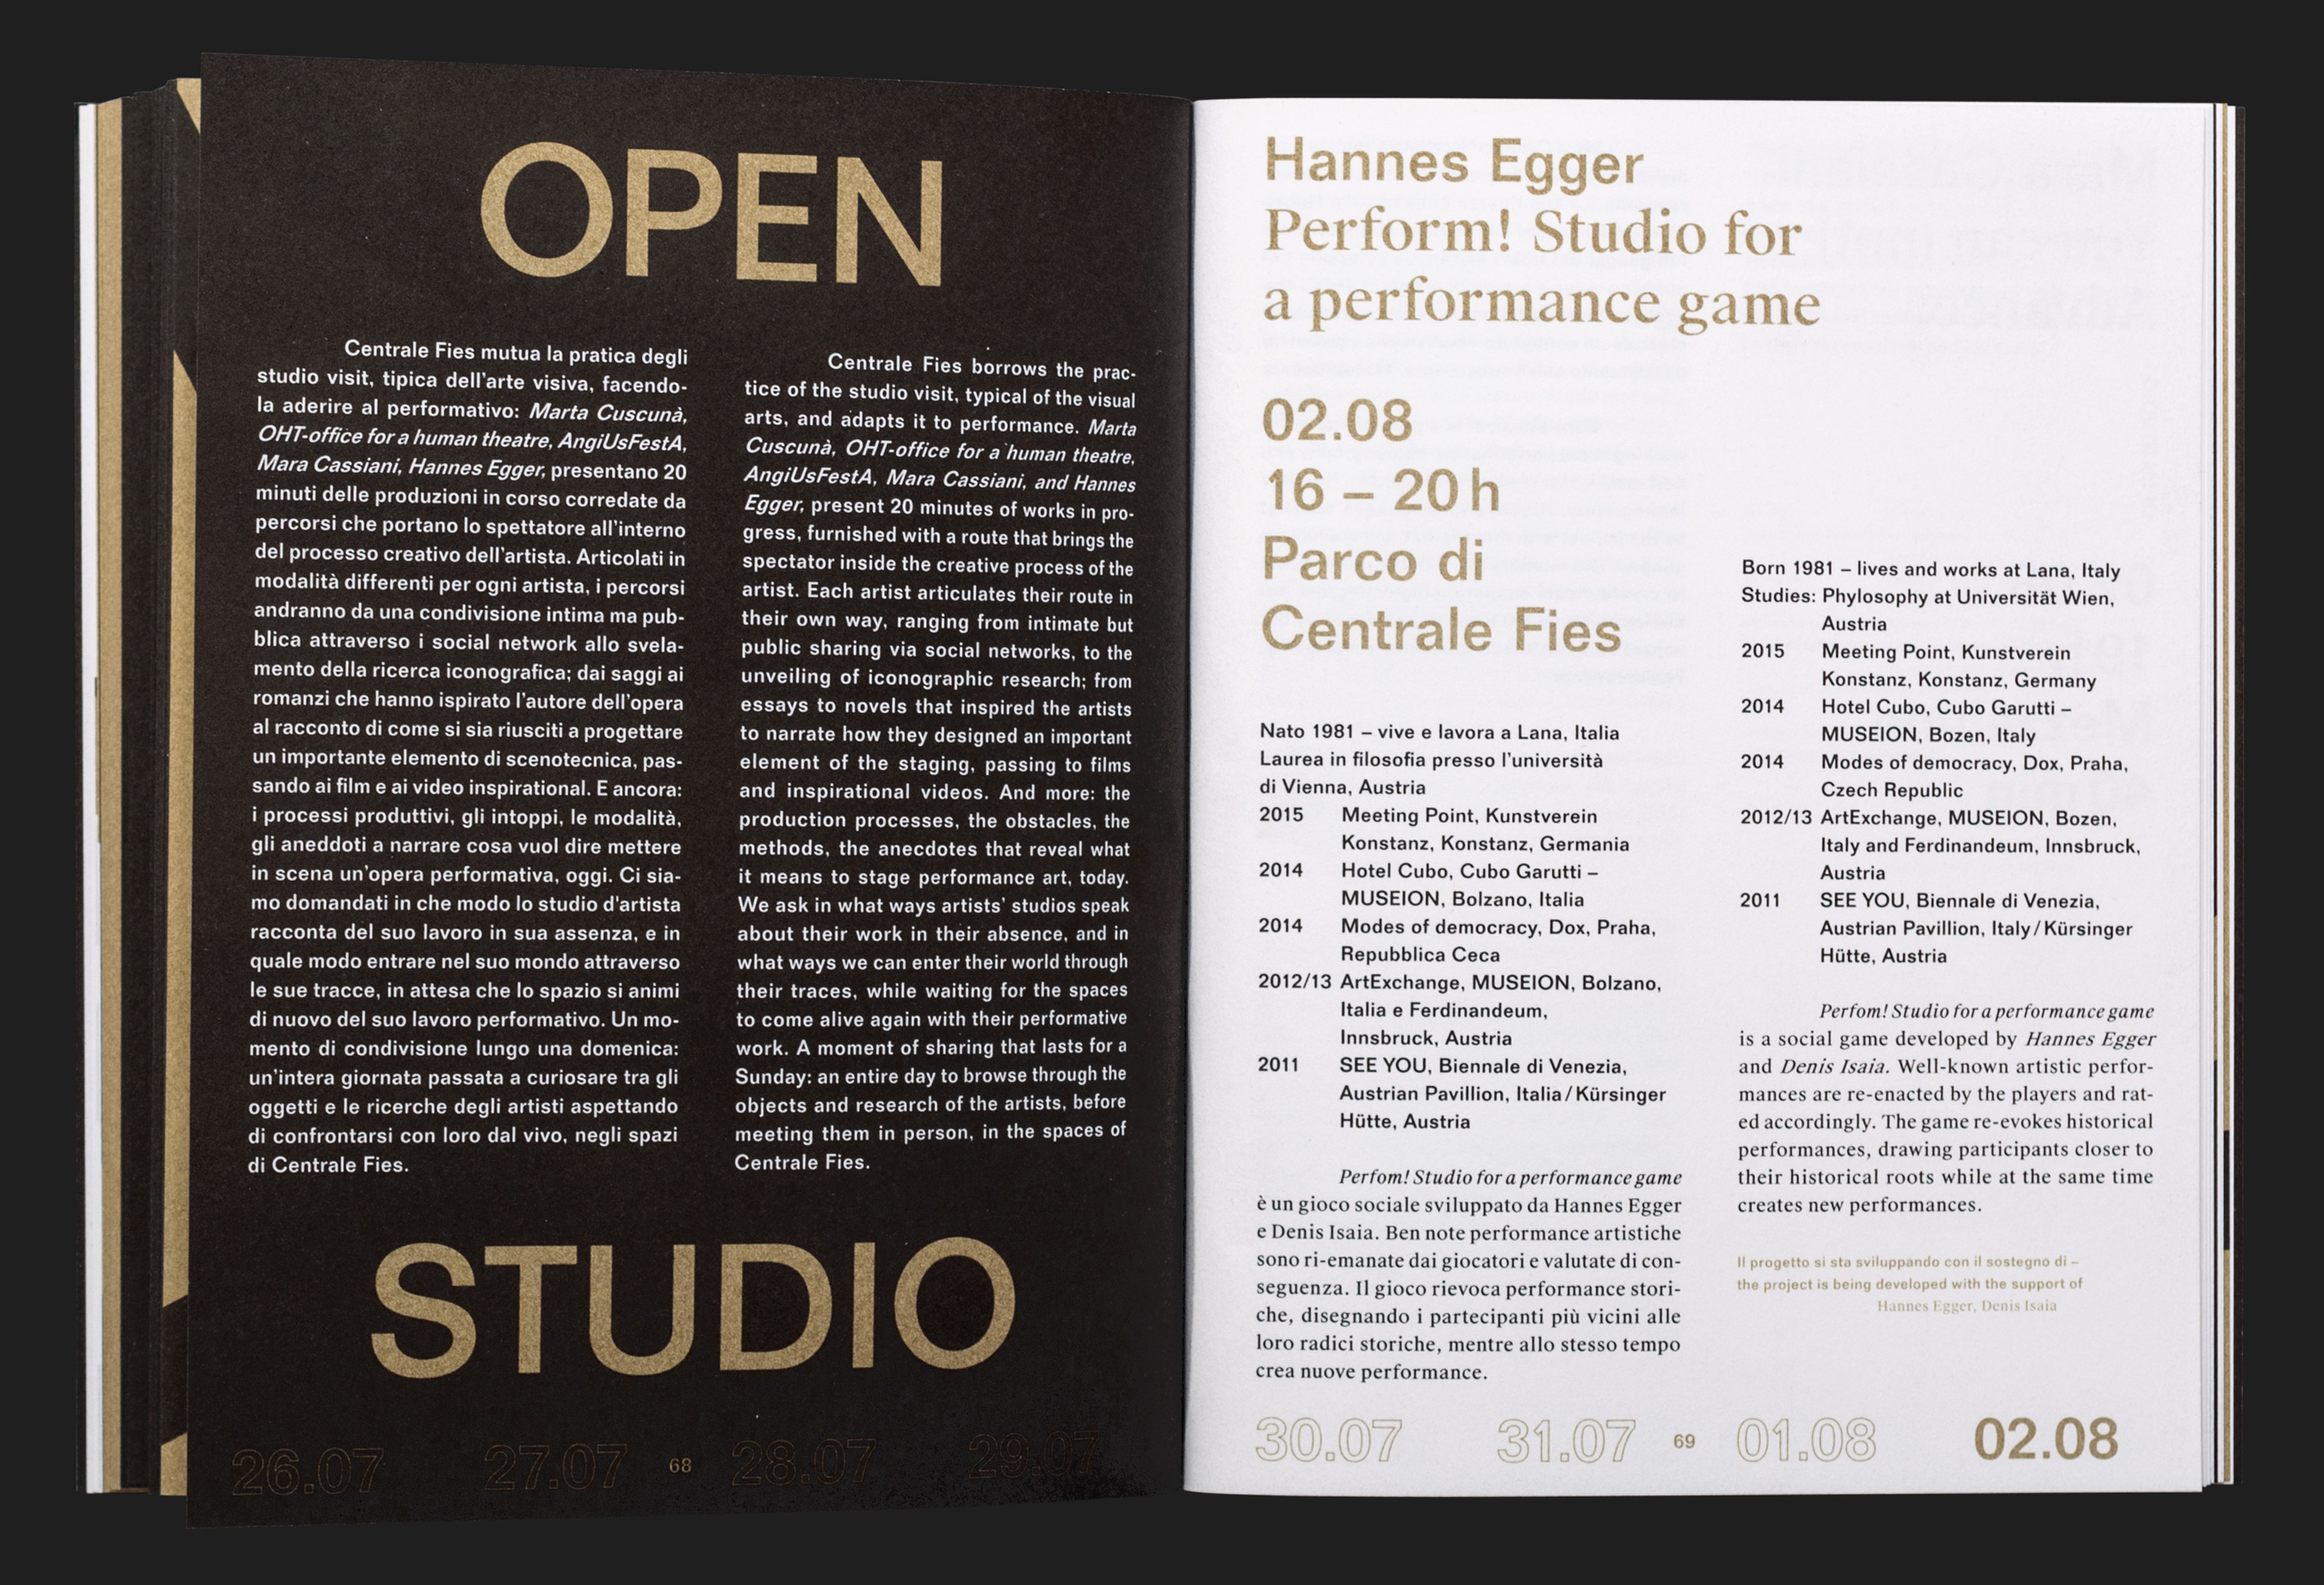 OPEN
Centrale Fies mutua la pratica degli
studio visit, tipica dell'arte visiva, facendo-
la aderire al performativo: Marta Cuscunà,
OHT-office for a human theatre, AngiUsFestA,
Mara Cassiani, Hannes Egger, presentano 20
minuti delle produzioni in corso corredate da
percorsi che portano lo spettatore all'interno
del processo creativo dell'artista. Articolati in
modalità differenti per ogni artista, i percorsi
andranno da una condivisione intima ma pub-
blica attraverso i social network allo svela-
mento della ricerca iconografica; dai saggi ai
romanzi che hanno ispirato l'autore dell'opera
al racconto di come si sia riusciti a progettare
un importante elemento di scenotecnica, pas-
sando ai film e ai video inspirational. E ancora:
i processi produttivi, gli intoppi, le modalità,
gli aneddoti a narrare cosa vuol dire mettere
in scena un'opera performativa, oggi. Ci sia-
mo domandati in che modo lo studio d'artista
racconta del suo lavoro in sua assenza, e in
quale modo entrare nel suo mondo attraverso
le sue tracce, in attesa che lo spazio si animi
di nuovo del suo lavoro performativo. Un mo-
mento di condivisione lungo una domenica:
un'intera giornata passata a curiosare tra gli
oggetti e le ricerche degli artisti aspettando
di confrontarsi con loro dal vivo, negli spazi
di Centrale Fies.
Centrale Fies borrows the prac-
tice of the studio visit, typical of the visual
arts, and adapts it to performance. Marta
Cuscunà, OHT-office for a human theatre,
AngiUsFestA, Mara Cassiani, and Hannes
Egger, present 20 minutes of works in pro-
gress, furnished with a route that brings the
spectator inside the creative process of the
artist. Each artist articulates their route in
their own way, ranging from intimate but
public sharing via social networks, to the
unveiling of iconographic research; from
essays to novels that inspired the artists
to narrate how they designed an important
element of the staging, passing to films
and inspirational videos. And more: the
production processes, the obstacles, the
methods, the anecdotes that reveal what
it means to stage performance art, today.
We ask in what ways artists' studios speak
about their work in their absence, and in
what ways we can enter their world through
their traces, while waiting for the spaces
to come alive again with their performative
work. A moment of sharing that lasts for a
Sunday: an entire day to browse through the
objects and research of the artists, before
meeting them in person, in the spaces of
Centrale Fies.
STUDIO
26.07 27.07 68 28.07 29.07
Hannes Egger
Perform! Studio for
a performance game
02.08
16 – 20 h
Parco di
Centrale Fies
Nato 1981 – vive e lavora a Lana, Italia
Laurea in filosofia presso l'università
di Vienna, Austria
2015 Meeting Point, Kunstverein
Konstanz, Konstanz, Germania
2014 Hotel Cubo, Cubo Garutti –
MUSEION, Bolzano, Italia
2014 Modes of democracy, Dox, Praha,
Repubblica Ceca
2012/13 ArtExchange, MUSEION, Bolzano,
Italia e Ferdinandeum,
Innsbruck, Austria
2011 SEE YOU, Biennale di Venezia,
Austrian Pavillion, Italia / Kürsinger
Hütte, Austria
Perfom! Studio for a performance game
è un gioco sociale sviluppato da Hannes Egger
e Denis Isaia. Ben note performance artistiche
sono ri-emanate dai giocatori e valutate di con-
seguenza. Il gioco rievoca performance stori-
che, disegnando i partecipanti più vicini alle
loro radici storiche, mentre allo stesso tempo
crea nuove performance.
Born 1981 – lives and works at Lana, Italy
Studies: Phylosophy at Universität Wien,
Austria
2015 Meeting Point, Kunstverein
Konstanz, Konstanz, Germany
2014 Hotel Cubo, Cubo Garutti –
MUSEION, Bozen, Italy
2014 Modes of democracy, Dox, Praha,
Czech Republic
2012/13 ArtExchange, MUSEION, Bozen,
Italy and Ferdinandeum, Innsbruck,
Austria
2011 SEE YOU, Biennale di Venezia,
Austrian Pavillion, Italy / Kürsinger
Hütte, Austria
Perfom! Studio for a performance game
is a social game developed by Hannes Egger
and Denis Isaia. Well-known artistic perfor-
mances are re-enacted by the players and rat-
ed accordingly. The game re-evokes historical
performances, drawing participants closer to
their historical roots while at the same time
creates new performances.
Il progetto si sta sviluppando con il sostegno di –
the project is being developed with the support of
Hannes Egger, Denis Isaia
30.07 31.07 69 01.08 02.08